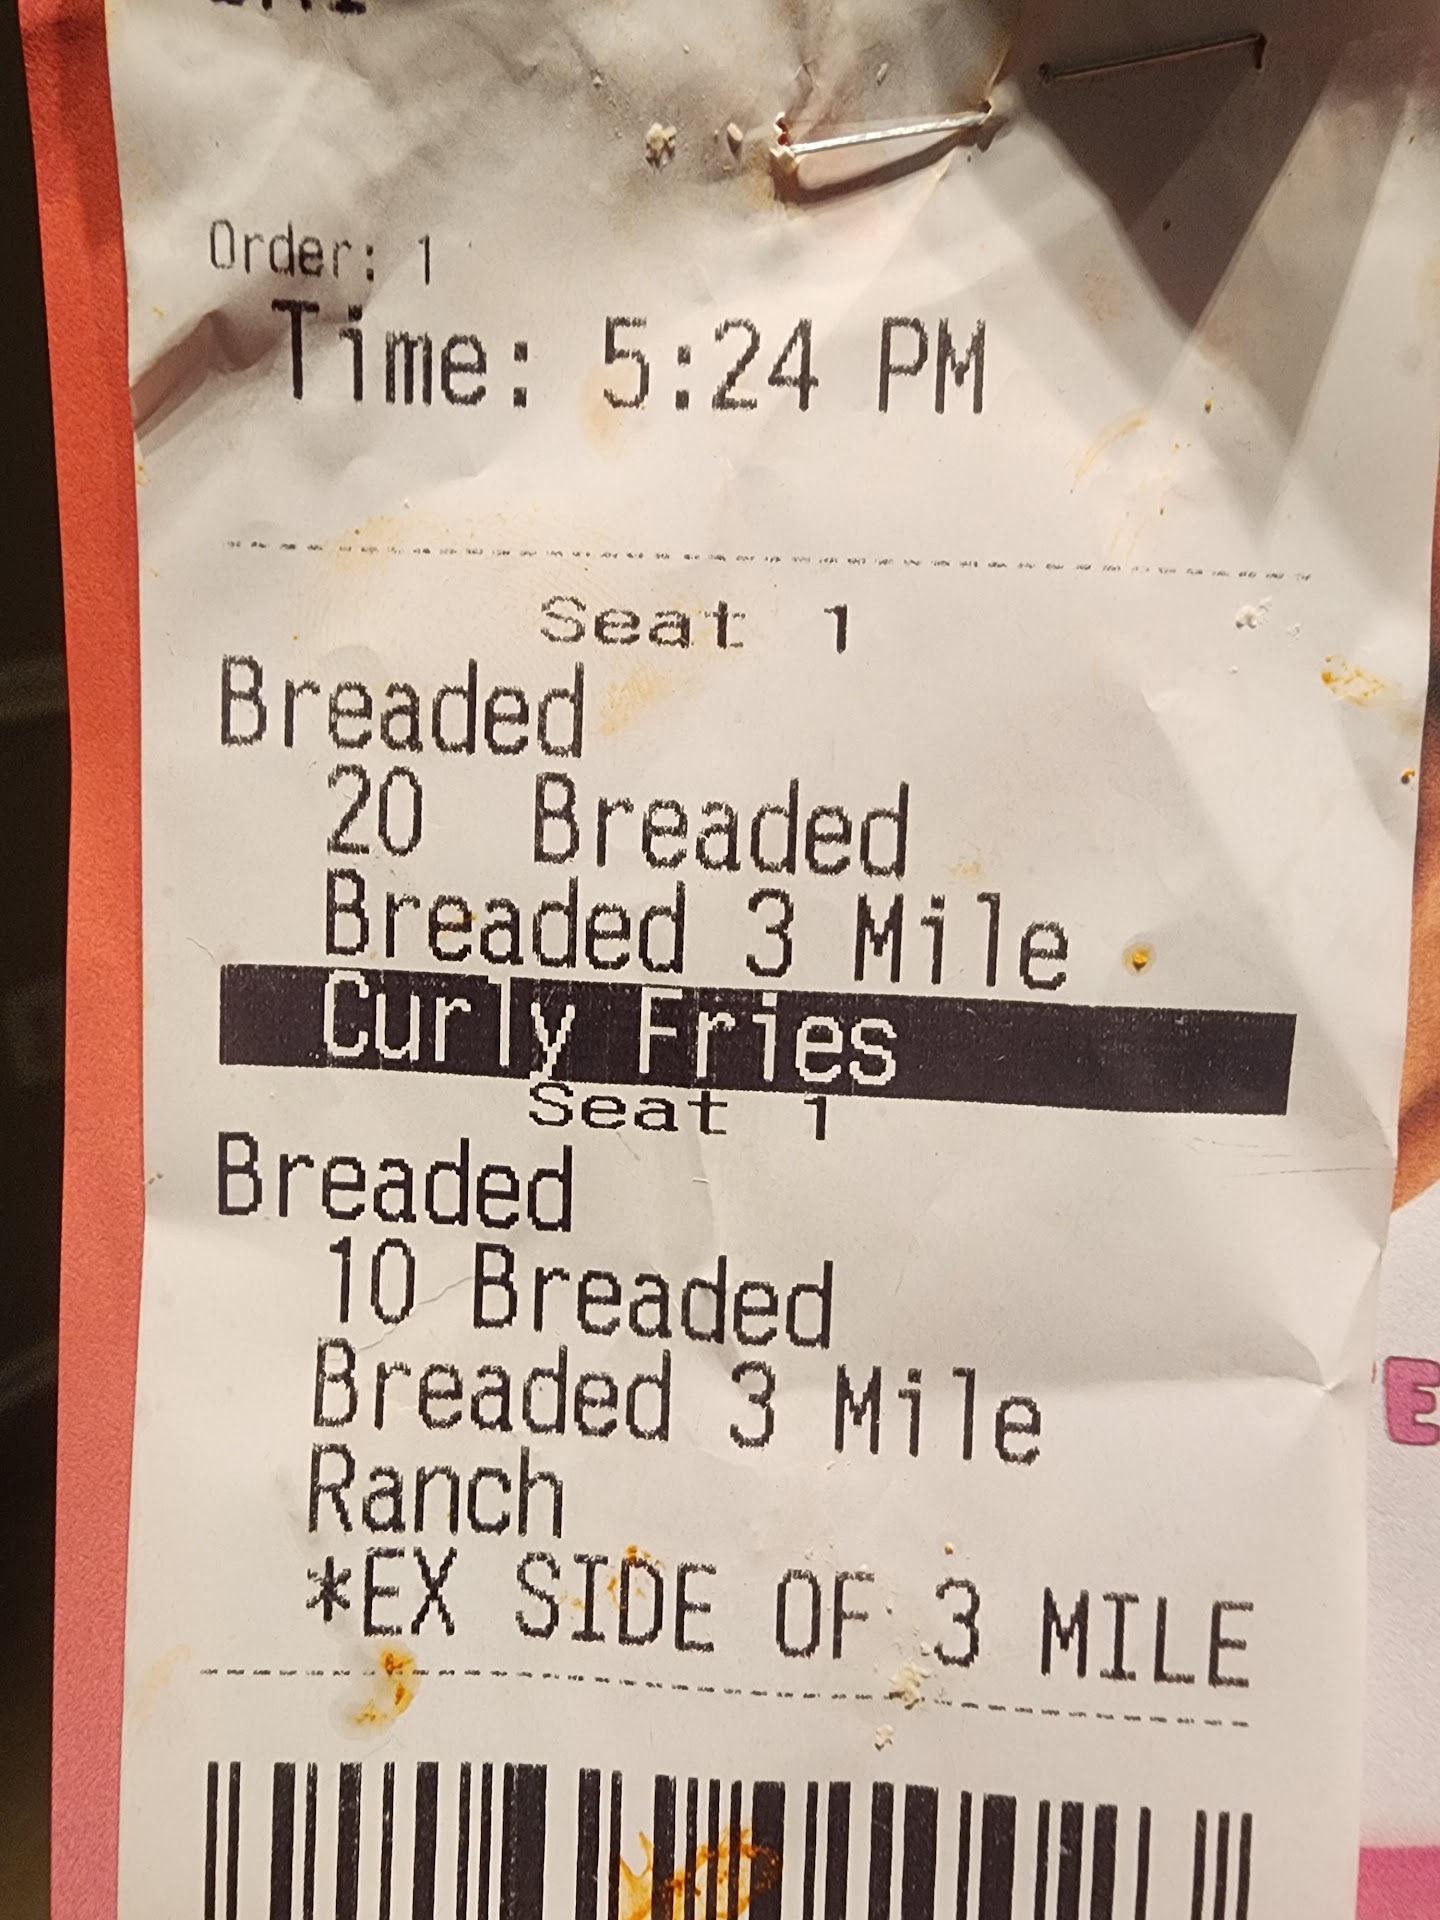 Order: 1
Time: 5:24 PM
Seat 1
Breaded
20 Breaded
Breaded 3 Mile
Curly Fries
Seat 1
Breaded
10 Breaded
Breaded 3 Mile
Ranch
*EX SIDE OF 3 MILE
E